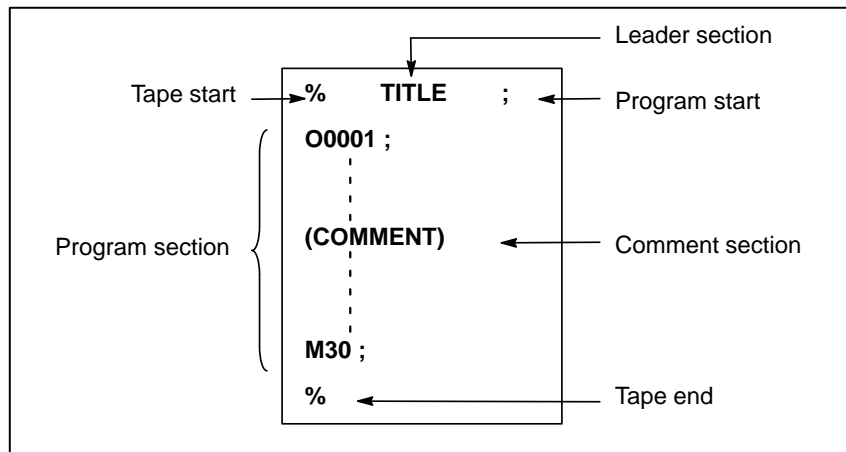 Leader section
Tape start % TITLE ; Program start
O0001 ;
Program section (COMMENT) Comment section
M30 ;
% Tape end